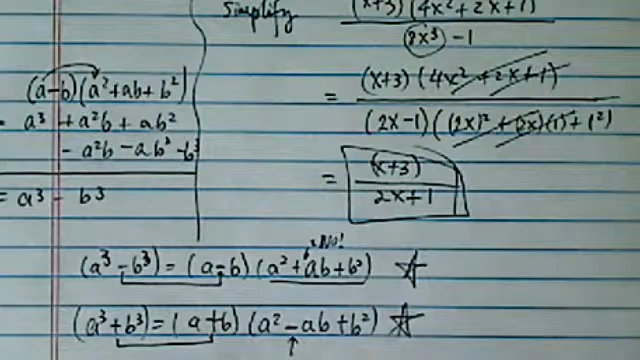 Simplify
(x+3) (4x²+2x+1)
8x³ - 1
(a-b)(a²+ab+b²)
= a³ + a²b + ab²
- a²b - ab² - b³
= a³ - b³
= (x+3) (4x²+2x+1)
(2x-1) ((2x)²+(2x)(1)+1²)
= (x+3)
2x+1
No!
(a³-b³) = (a-b) (a²+ab+b²) ☆
(a³+b³) = (a+b) (a²-ab+b²) ☆